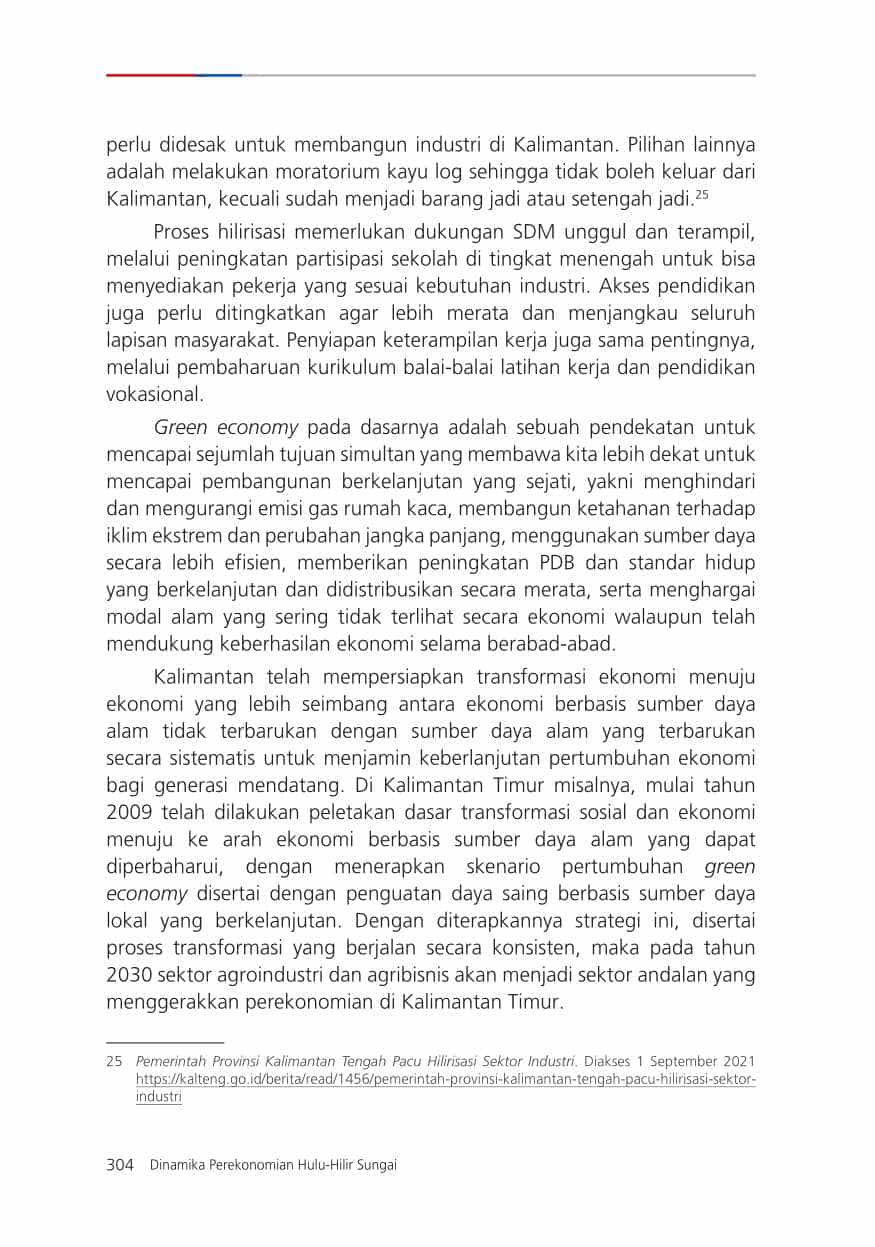 perlu didesak untuk membangun industri di Kalimantan. Pilihan lainnya
adalah melakukan moratorium kayu log sehingga tidak boleh keluar dari
Kalimantan, kecuali sudah menjadi barang jadi atau setengah jadi.25
Proses hilirisasi memerlukan dukungan SDM unggul dan terampil,
melalui peningkatan partisipasi sekolah di tingkat menengah untuk bisa
menyediakan pekerja yang sesuai kebutuhan industri. Akses pendidikan
juga perlu ditingkatkan agar lebih merata dan menjangkau seluruh
lapisan masyarakat. Penyiapan keterampilan kerja juga sama pentingnya,
melalui pembaharuan kurikulum balai-balai latihan kerja dan pendidikan
vokasional.
Green economy pada dasarnya adalah sebuah pendekatan untuk
mencapai sejumlah tujuan simultan yang membawa kita lebih dekat untuk
mencapai pembangunan berkelanjutan yang sejati, yakni menghindari
dan mengurangi emisi gas rumah kaca, membangun ketahanan terhadap
iklim ekstrem dan perubahan jangka panjang, menggunakan sumber daya
secara lebih efisien, memberikan peningkatan PDB dan standar hidup
yang berkelanjutan dan didistribusikan secara merata, serta menghargai
modal alam yang sering tidak terlihat secara ekonomi walaupun telah
mendukung keberhasilan ekonomi selama berabad-abad.
Kalimantan telah mempersiapkan transformasi ekonomi menuju
ekonomi yang lebih seimbang antara ekonomi berbasis sumber daya
alam tidak terbarukan dengan sumber daya alam yang terbarukan
secara sistematis untuk menjamin keberlanjutan pertumbuhan ekonomi
bagi generasi mendatang. Di Kalimantan Timur misalnya, mulai tahun
2009 telah dilakukan peletakan dasar transformasi sosial dan ekonomi
menuju ke arah ekonomi berbasis sumber daya alam yang dapat
diperbaharui, dengan menerapkan skenario pertumbuhan green
economy disertai dengan penguatan daya saing berbasis sumber daya
lokal yang berkelanjutan. Dengan diterapkannya strategi ini, disertai
proses transformasi yang berjalan secara konsisten, maka pada tahun
2030 sektor agroindustri dan agribisnis akan menjadi sektor andalan yang
menggerakkan perekonomian di Kalimantan Timur.
25 Pemerintah Provinsi Kalimantan Tengah Pacu Hilirisasi Sektor Industri. Diakses 1 September 2021
https://kalteng.go.id/berita/read/1456/pemerintah-provinsi-kalimantan-tengah-pacu-hilirisasi-sektor-
industri
304 Dinamika Perekonomian Hulu-Hilir Sungai